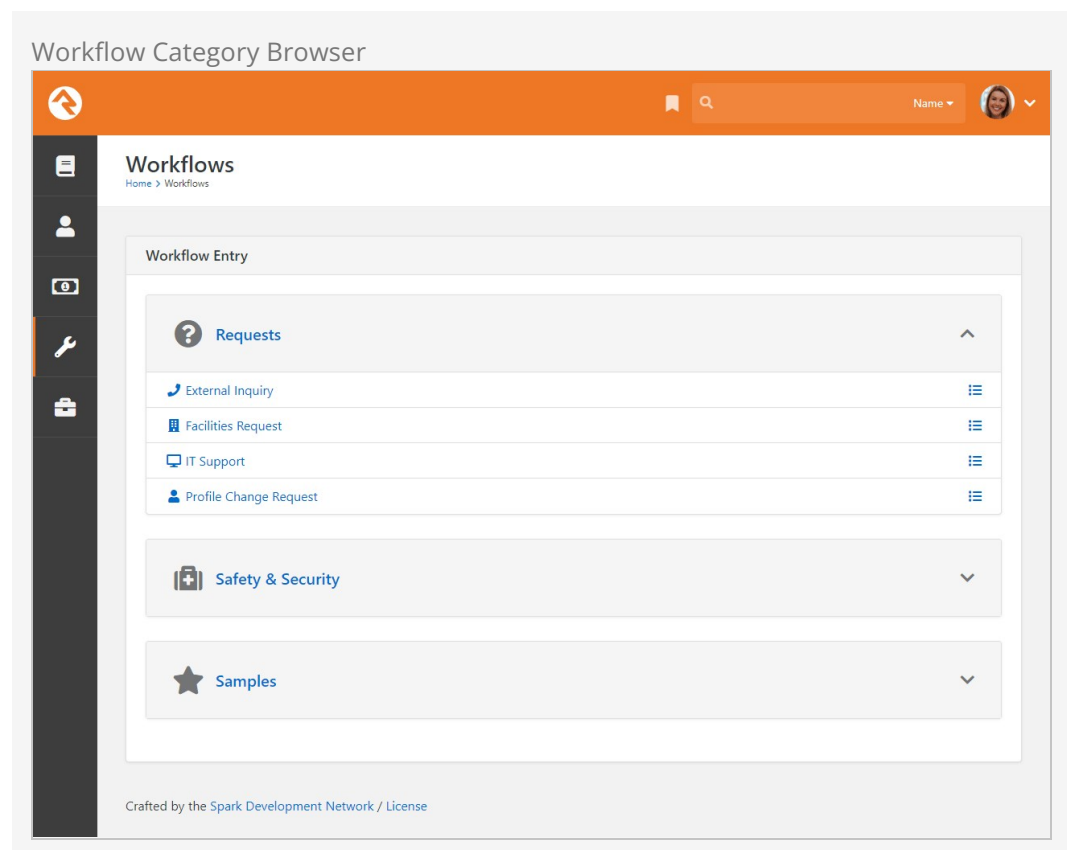 Workflow Category Browser
Name
Workflows
Home > Workflows
Workflow Entry
Requests
External Inquiry
Facilities Request
IT Support
Profile Change Request
Safety & Security
Samples
Crafted by the Spark Development Network / License